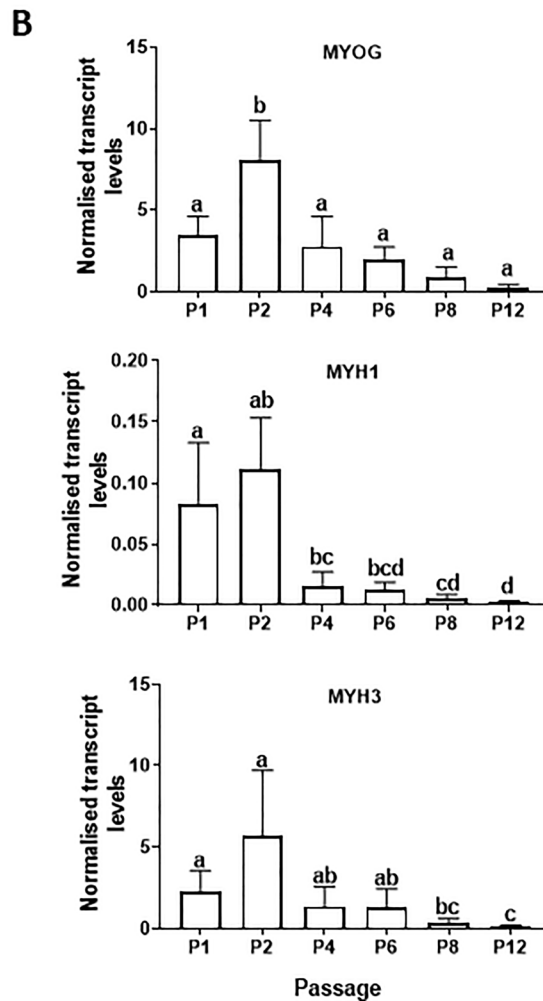 B
MYOG
Normalised transcript
levels
15
10
5
0
a
b
a
a
a
a
P1 P2 P4 P6 P8 P12
MYH1
Normalised transcript
levels
0.20
0.15
0.10
0.05
0.00
a
ab
bc
bcd
cd
d
P1 P2 P4 P6 P8 P12
MYH3
Normalised transcript
levels
15
10
5
0
a
a
ab
ab
bc
c
P1 P2 P4 P6 P8 P12
Passage